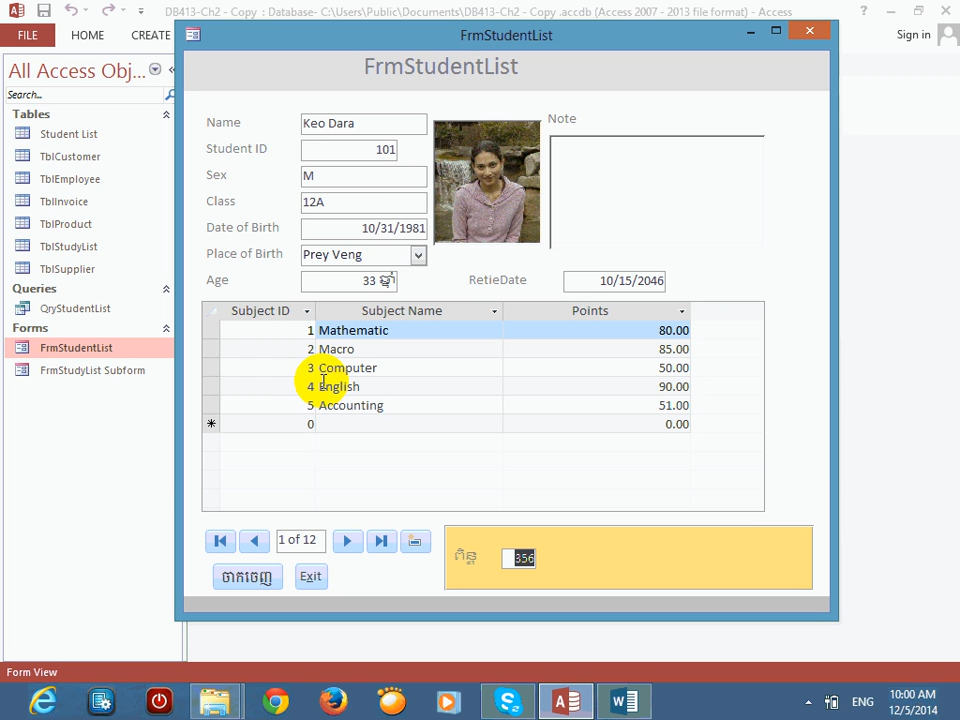 DB413-Ch2 - Copy : Database- C:\Users\Public\Documents\DB413-Ch2 - Copy .accdb (Access 2007 - 2013 file format) - Access
FILE HOME CREATE
Sign in
FrmStudentList
All Access Obj...
Search...
Tables
Student List
TblCustomer
TblEmployee
TblInvoice
TblProduct
TblStudyList
TblSupplier
Queries
QryStudentList
Forms
FrmStudentList
FrmStudyList Subform
FrmStudentList
Name Keo Dara
Student ID 101
Sex M
Class 12A
Date of Birth 10/31/1981
Place of Birth Prey Veng
Age 33 ឆ្នាំ
Note
RetieDate 10/15/2046
Subject ID Subject Name Points
1 Mathematic 80.00
2 Macro 85.00
3 Computer 50.00
4 English 90.00
5 Accounting 51.00
0 0.00
1 of 12
ពិន្ទុ 356
ចាកចេញ Exit
Form View
ENG
10:00 AM
12/5/2014